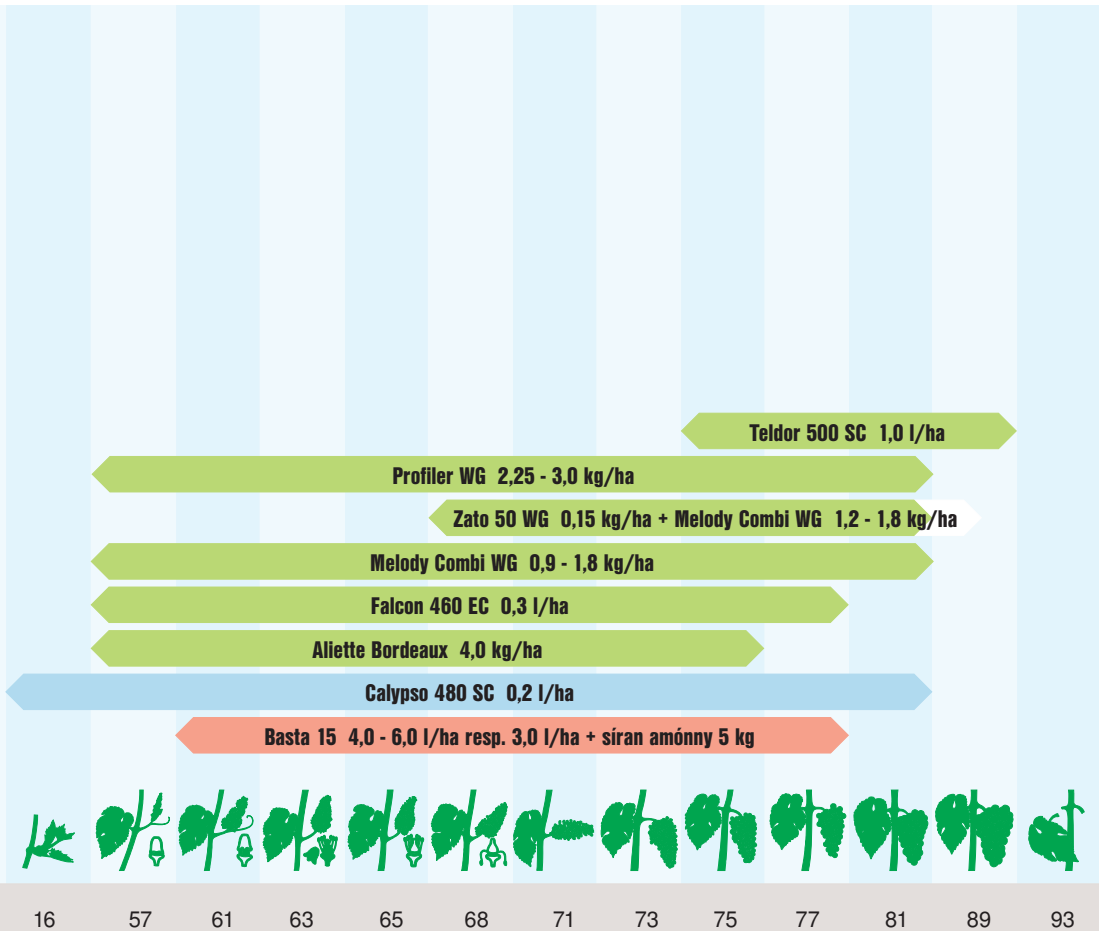 Teldor 500 SC 1,0 l/ha
Profiler WG 2,25 - 3,0 kg/ha
Zato 50 WG 0,15 kg/ha + Melody Combi WG 1,2 - 1,8 kg/ha
Melody Combi WG 0,9 - 1,8 kg/ha
Falcon 460 EC 0,3 l/ha
Aliette Bordeaux 4,0 kg/ha
Calypso 480 SC 0,2 l/ha
Basta 15 4,0 - 6,0 l/ha resp. 3,0 l/ha + síran amónny 5 kg
16 57 61 63 65 68 71 73 75 77 81 89 93